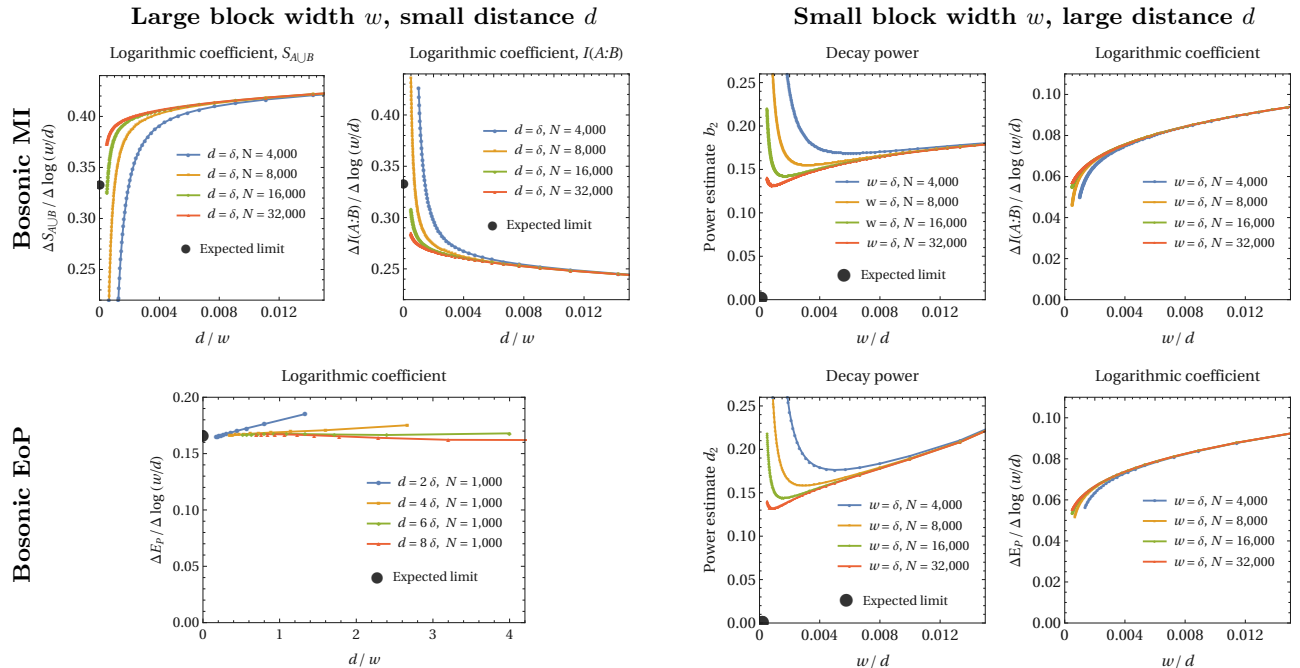 Large block width w, small distance d
Small block width w, large distance d
Bosonic MI
Logarithmic coefficient, S_{A∪B}
ΔS_{A∪B} / Δ log (w/d)
0.40
0.35
0.30
0.25
d = δ, N = 4,000
d = δ, N = 8,000
d = δ, N = 16,000
d = δ, N = 32,000
Expected limit
0 0.004 0.008 0.012
d / w
Logarithmic coefficient, I(A:B)
ΔI(A:B) / Δ log (w/d)
0.40
0.35
0.30
0.25
d = δ, N = 4,000
d = δ, N = 8,000
d = δ, N = 16,000
d = δ, N = 32,000
Expected limit
0 0.004 0.008 0.012
d / w
Decay power
Power estimate b₂
0.25
0.20
0.15
0.10
0.05
0.00
w = δ, N = 4,000
w = δ, N = 8,000
w = δ, N = 16,000
w = δ, N = 32,000
Expected limit
0 0.004 0.008 0.012
w / d
Logarithmic coefficient
ΔI(A:B) / Δ log (w/d)
0.10
0.08
0.06
0.04
0.02
0.00
w = δ, N = 4,000
w = δ, N = 8,000
w = δ, N = 16,000
w = δ, N = 32,000
0 0.004 0.008 0.012
w / d
Bosonic EoP
Logarithmic coefficient
ΔE_P / Δ log (w/d)
0.20
0.15
0.10
0.05
0.00
d = 2 δ, N = 1,000
d = 4 δ, N = 1,000
d = 6 δ, N = 1,000
d = 8 δ, N = 1,000
Expected limit
0 1 2 3 4
d / w
Decay power
Power estimate d₂
0.25
0.20
0.15
0.10
0.05
0.00
w = δ, N = 4,000
w = δ, N = 8,000
w = δ, N = 16,000
w = δ, N = 32,000
Expected limit
0 0.004 0.008 0.012
w / d
Logarithmic coefficient
ΔE_P / Δ log (w/d)
0.10
0.08
0.06
0.04
0.02
0.00
w = δ, N = 4,000
w = δ, N = 8,000
w = δ, N = 16,000
w = δ, N = 32,000
0 0.004 0.008 0.012
w / d